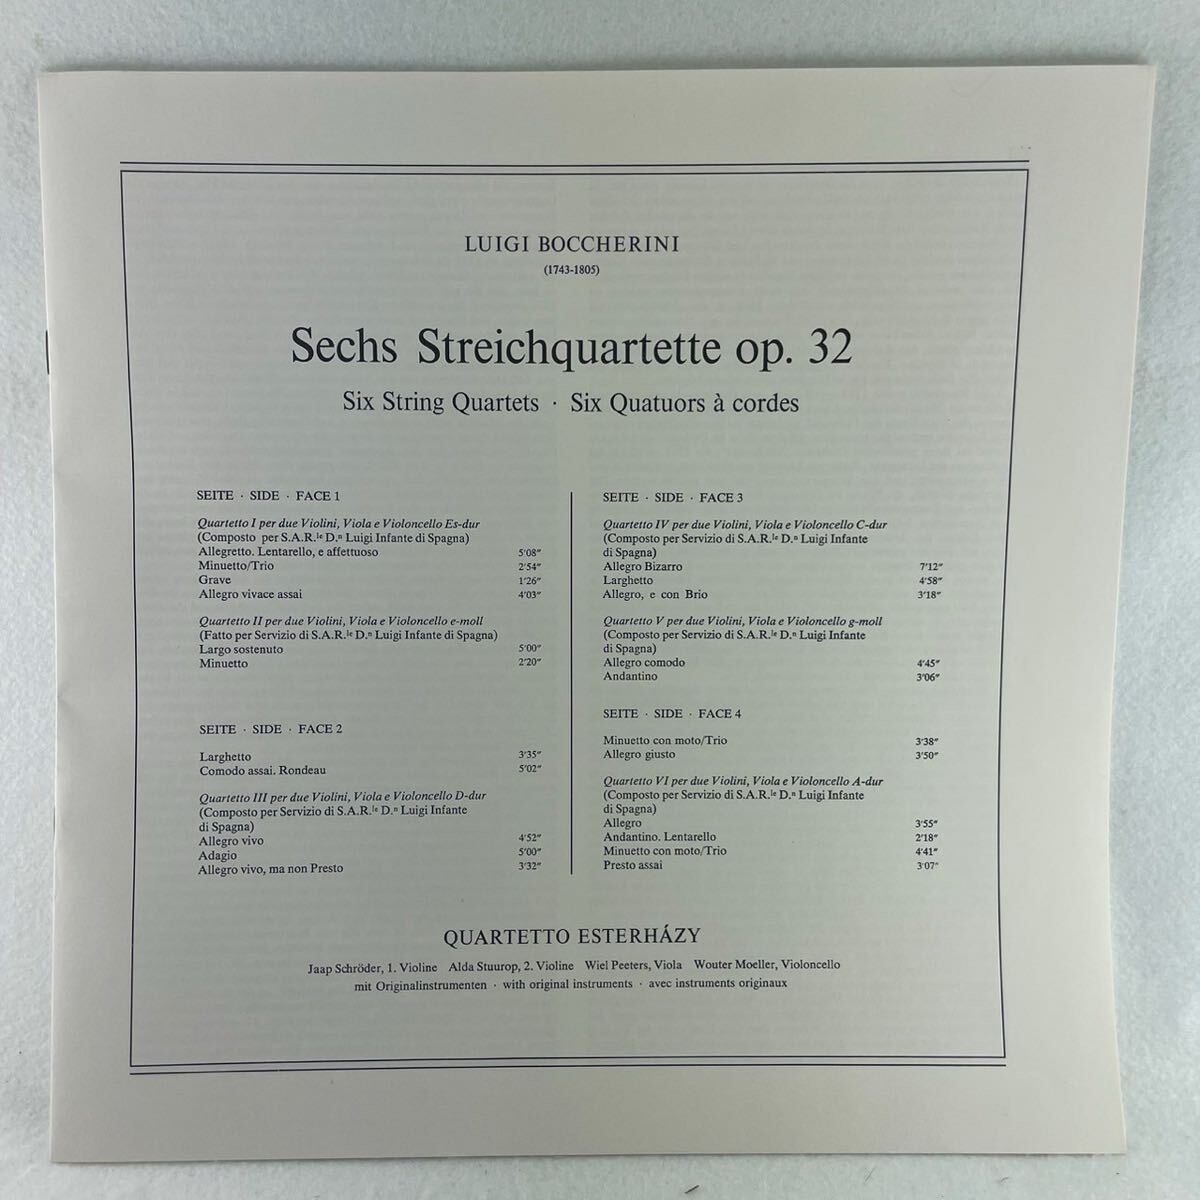 LUIGI BOCCHERINI
(1743-1805)
Sechs Streichquartette op. 32
Six String Quartets · Six Quatuors à cordes
SEITE · SIDE · FACE 1
Quartetto I per due Violini, Viola e Violoncello Es-dur
(Composto per S.A.R.le D.n Luigi Infante di Spagna)
Allegretto. Lentarello, e affettuoso 5'08"
Minuetto/Trio 2'54"
Grave 1'26"
Allegro vivace assai 4'03"
Quartetto II per due Violini, Viola e Violoncello e-moll
(Fatto per Servizio di S.A.R.le D.n Luigi Infante di Spagna)
Largo sostenuto 5'00"
Minuetto 2'20"
SEITE · SIDE · FACE 2
Larghetto 3'35"
Comodo assai. Rondeau 5'02"
Quartetto III per due Violini, Viola e Violoncello D-dur
(Composto per Servizio di S.A.R.le D.n Luigi Infante
di Spagna)
Allegro vivo 4'52"
Adagio 5'00"
Allegro vivo, ma non Presto 3'32"
SEITE · SIDE · FACE 3
Quartetto IV per due Violini, Viola e Violoncello C-dur
(Composto per Servizio di S.A.R.le D.n Luigi Infante
di Spagna)
Allegro Bizarro 7'12"
Larghetto 4'58"
Allegro, e con Brio 3'18"
Quartetto V per due Violini, Viola e Violoncello g-moll
(Composto per Servizio di S.A.R.le D.n Luigi Infante
di Spagna)
Allegro comodo 4'45"
Andantino 3'06"
SEITE · SIDE · FACE 4
Minuetto con moto/Trio 3'38"
Allegro giusto 3'50"
Quartetto VI per due Violini, Viola e Violoncello A-dur
(Composto per Servizio di S.A.R.le D.n Luigi Infante
di Spagna)
Allegro 3'55"
Andantino. Lentarello 2'18"
Minuetto con moto/Trio 4'41"
Presto assai 3'07"
QUARTETTO ESTERHÁZY
Jaap Schröder, 1. Violine Alda Stuurop, 2. Violine Wiel Peeters, Viola Wouter Moeller, Violoncello
mit Originalinstrumenten · with original instruments · avec instruments originaux